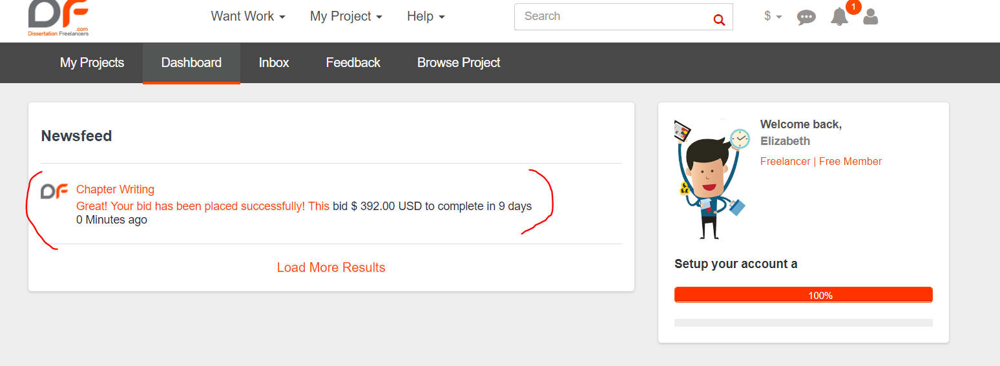 DF
.com
Dissertation Freelancers
Want Work
My Project
Help
Search
$
1
My Projects
Dashboard
Inbox
Feedback
Browse Project
Newsfeed
DF
Chapter Writing
Great! Your bid has been placed successfully! This bid $ 392.00 USD to complete in 9 days
0 Minutes ago
Load More Results
Welcome back,
Elizabeth
Freelancer | Free Member
£
££
Setup your account a
100%